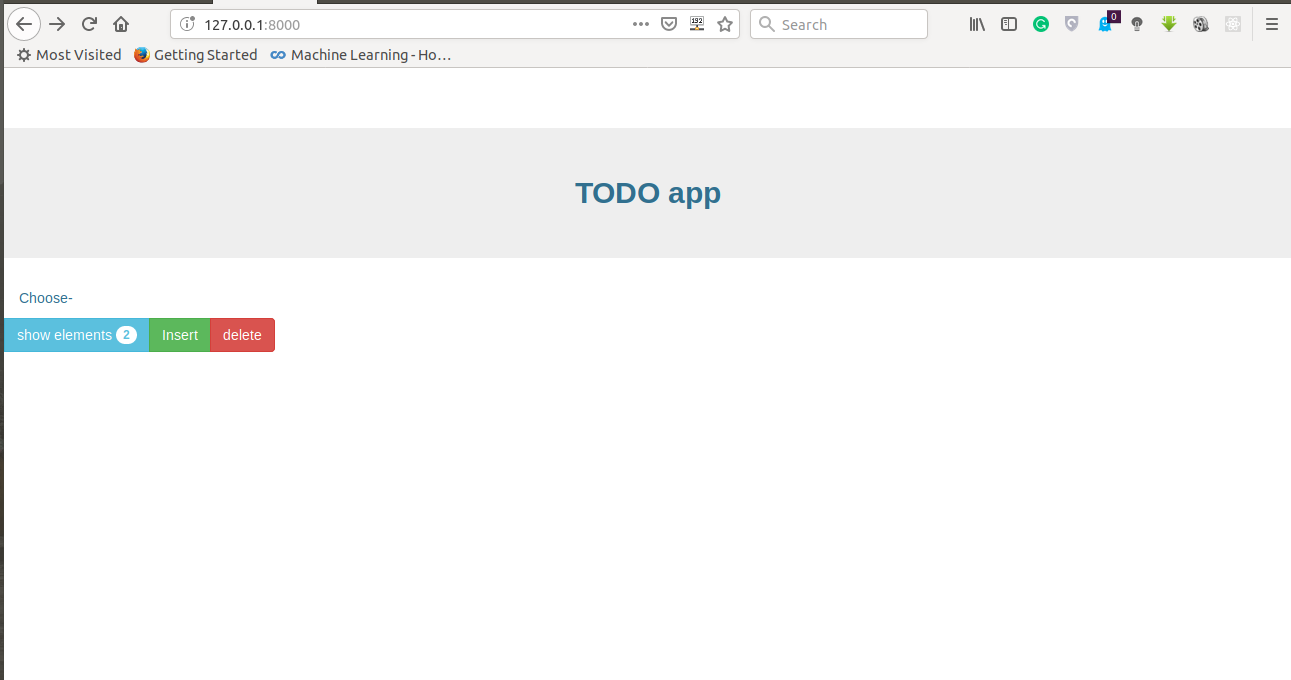 127.0.0.1:8000
192
Search
0
Most Visited Getting Started Machine Learning - Ho…
TODO app
Choose-
show elements 2 Insert delete